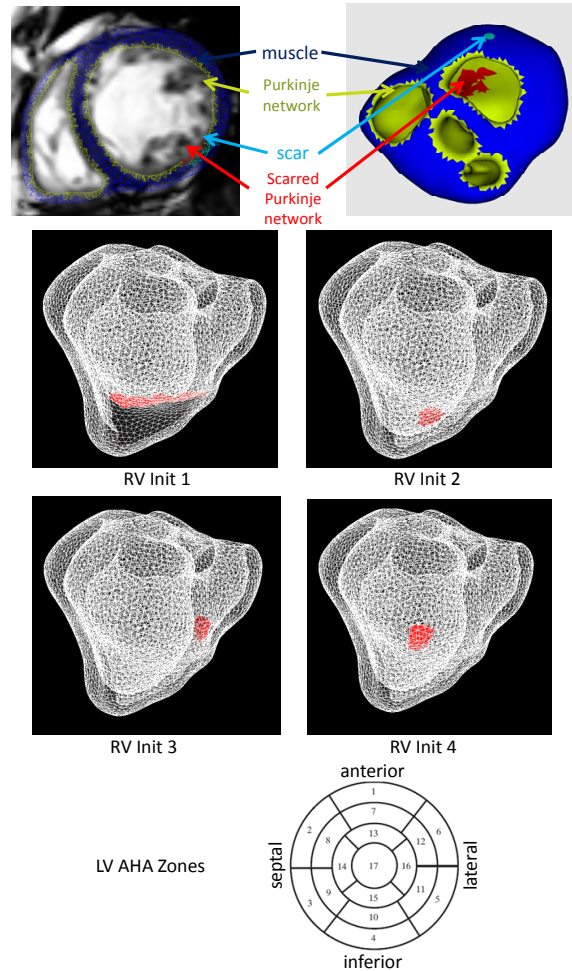 muscle
Purkinje
network
scar
Scarred
Purkinje
network
RV Init 1
RV Init 2
RV Init 3
RV Init 4
anterior
1
7
2
6
13
8
12
LV AHA Zones
septal
14
17
16
lateral
9
11
15
3
5
10
4
inferior